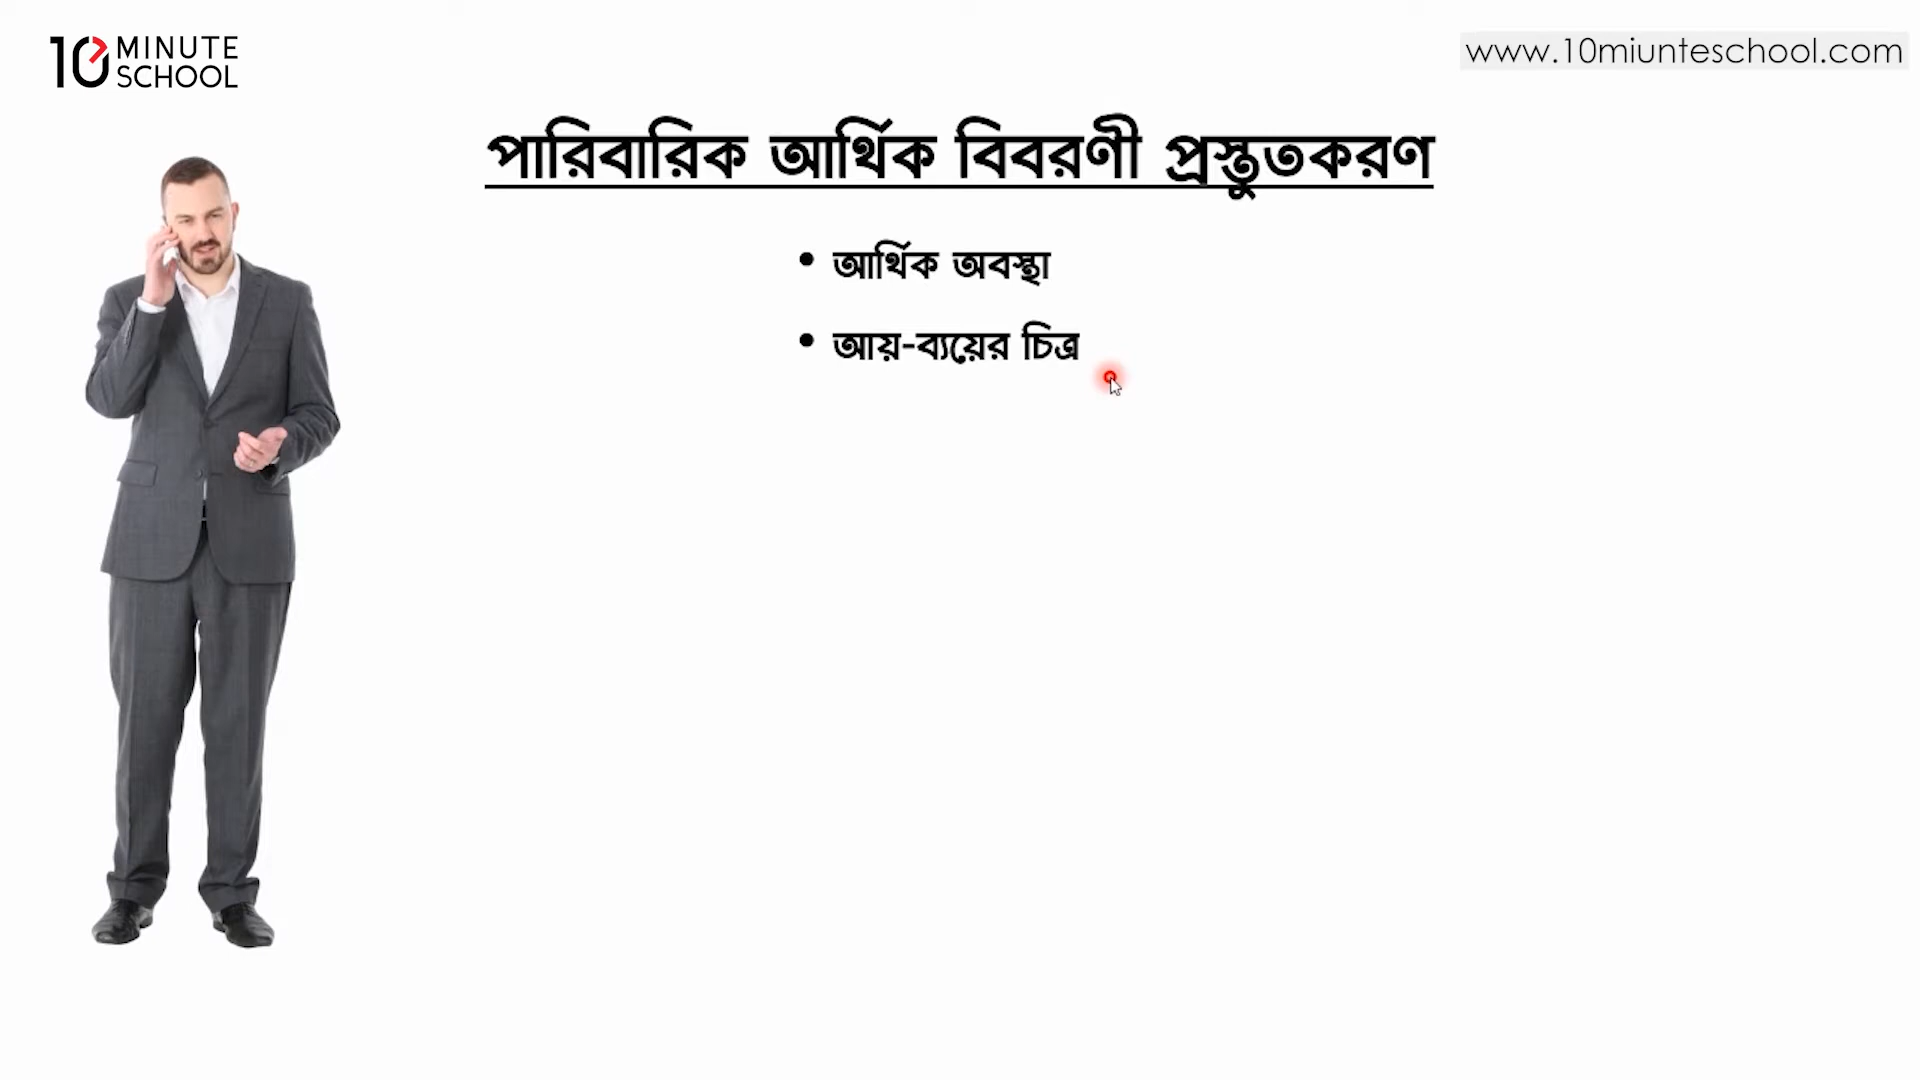 10 MINUTE
SCHOOL
www.10miunteschool.com
পারিবারিক আর্থিক বিবরণী প্রস্তুতকরণ
• আর্থিক অবস্থা
• আয়-ব্যয়ের চিত্র